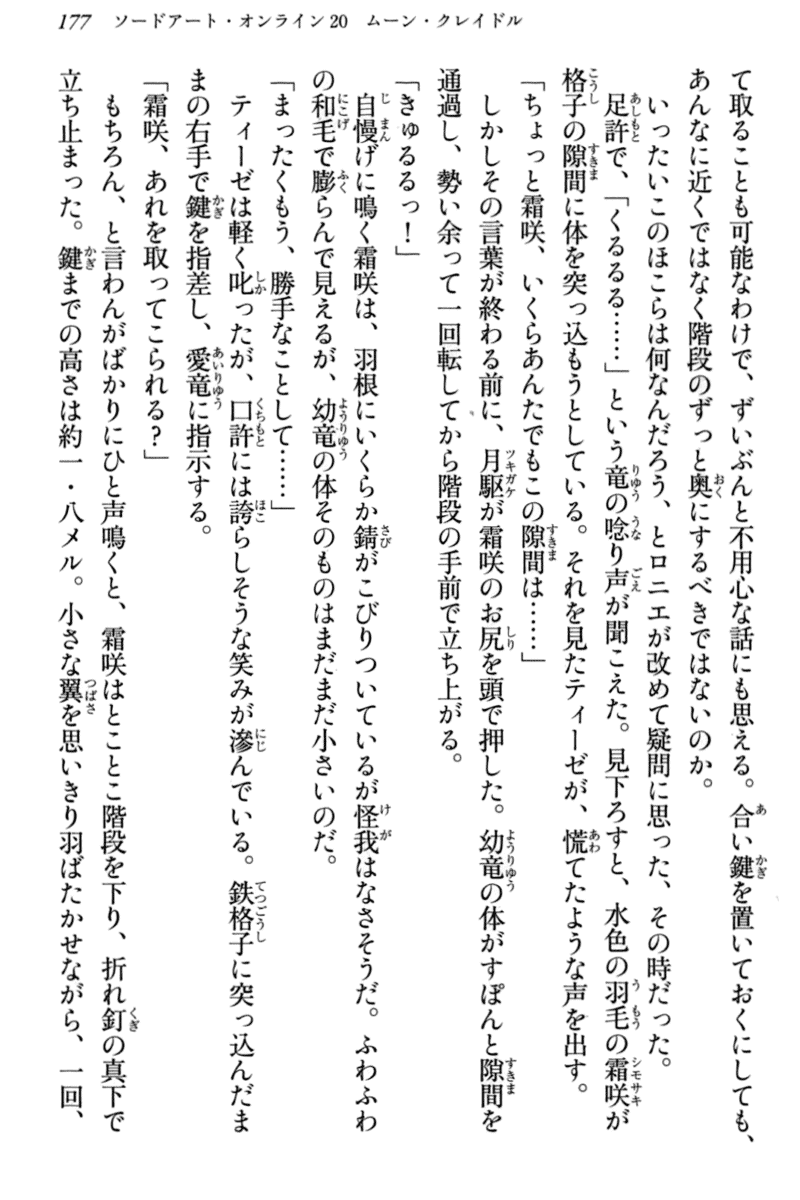 177　ソードアート・オンライン20　ムーン・クレイドル
て取ることも可能なわけで、ずいぶんと不用心な話にも思える。合い鍵を置いておくにしても、
あんなに近くではなく階段のずっと奥にするべきではないのか。
　いったいこのほこらは何なんだろう、とロニエが改めて疑問に思った、その時だった。
　足許で、「くるるる……」という竜の唸り声が聞こえた。見下ろすと、水色の羽毛の霜咲が
格子の隙間に体を突っ込もうとしている。それを見たティーゼが、慌てたような声を出す。
「ちょっと霜咲、いくらあんたでもこの隙間は……」
　しかしその言葉が終わる前に、月駆が霜咲のお尻を頭で押した。幼竜の体がすぽんと隙間を
通過し、勢い余って一回転してから階段の手前で立ち上がる。
「きゅるるっ！」
　自慢げに鳴く霜咲は、羽根にいくらか錆がこびりついているが怪我はなさそうだ。ふわふわ
の和毛で膨らんで見えるが、幼竜の体そのものはまだまだ小さいのだ。
「まったくもう、勝手なことして……」
　ティーゼは軽く叱ったが、口許には誇らしそうな笑みが滲んでいる。鉄格子に突っ込んだま
まの右手で鍵を指差し、愛竜に指示する。
「霜咲、あれを取ってこられる？」
　もちろん、と言わんがばかりにひと声鳴くと、霜咲はとことこ階段を下り、折れ釘の真下で
立ち止まった。鍵までの高さは約一・八メル。小さな翼を思いきり羽ばたかせながら、一回、